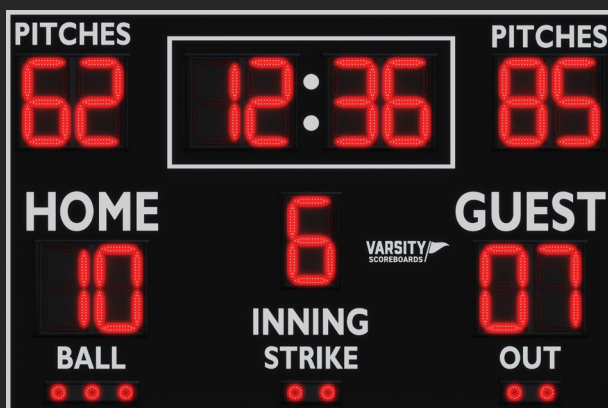 PITCHES
62
12:36
PITCHES
85
HOME
10
6
VARSITY
SCOREBOARDS
GUEST
07
INNING
BALL
STRIKE
OUT